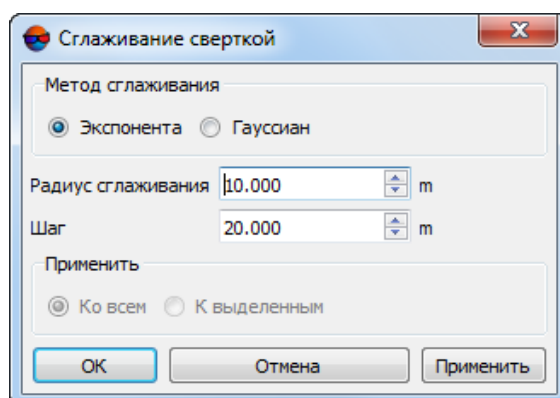 Сглаживание сверткой
Метод сглаживания
Экспонента Гауссиан
Радиус сглаживания 10.000 m
Шаг 20.000 m
Применить
Ко всем К выделенным
OK Отмена Применить